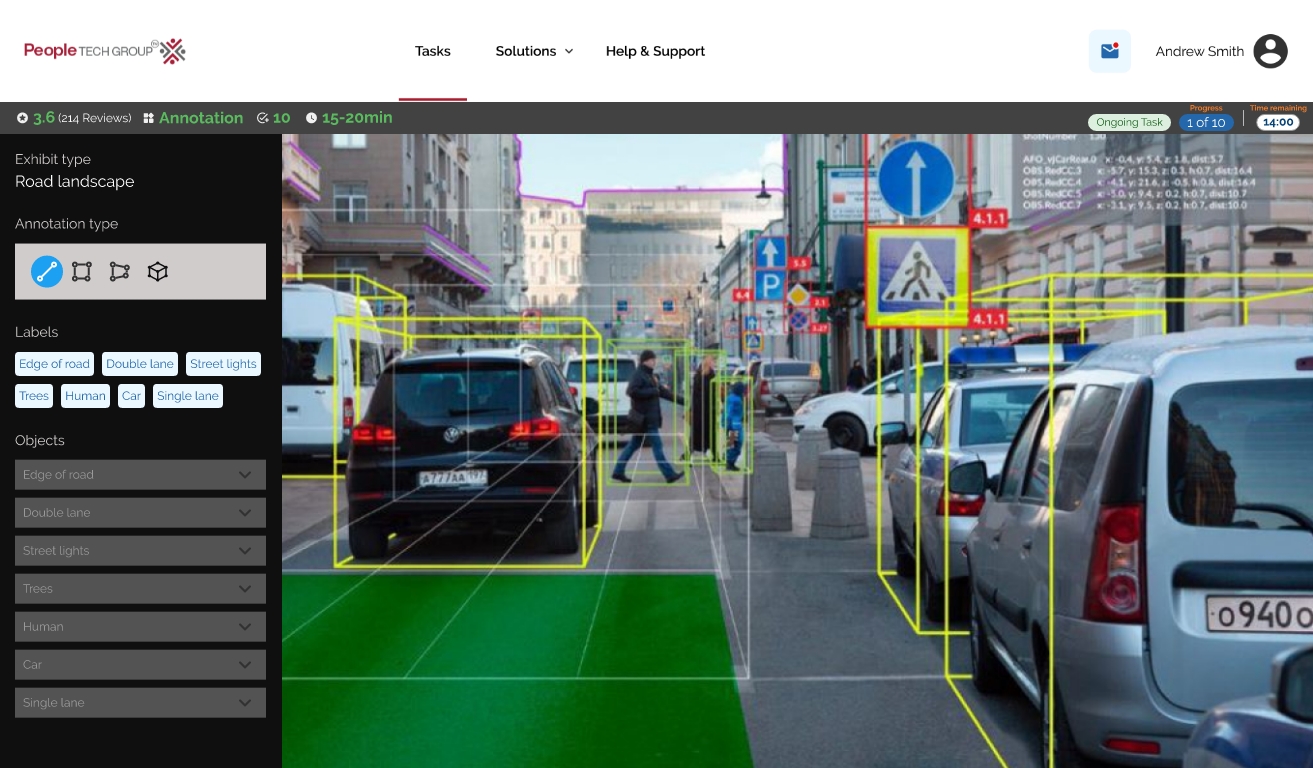 People TECH GROUP
Tasks
Solutions
Help & Support
Andrew Smith
3.6 (214 Reviews)
Annotation
10
15-20min
Ongoing Task
Progress
1 of 10
Time remaining
14:00
Exhibit type
Road landscape
Annotation type
Labels
Edge of road
Double lane
Street lights
Trees
Human
Car
Single lane
Objects
Edge of road
Double lane
Street lights
Trees
Human
Car
Single lane
AFO_vjCarRear.0 x: -0.4, y: 5.4, z: 1.8, dist:5.7
OBS.RedCC.3 x: -5.7, y: 15.3, z: 0.3, h:0.7, dist:16.4
OBS.RedCC.4 x: -4.1, y: 21.6, z: -0.5, h:0.8, dist:16.4
OBS.RedCC.5 x: -3.0, y: 9.4, z: 0.2, h:0.7, dist:10.7
OBS.RedCC.7 x: -3.1, y: 9.5, z: 0.2, h:0.7, dist:10.0
4.1.1
5.5
6.4
P
2.1
3.27
4.1.1
A777AA
о940о